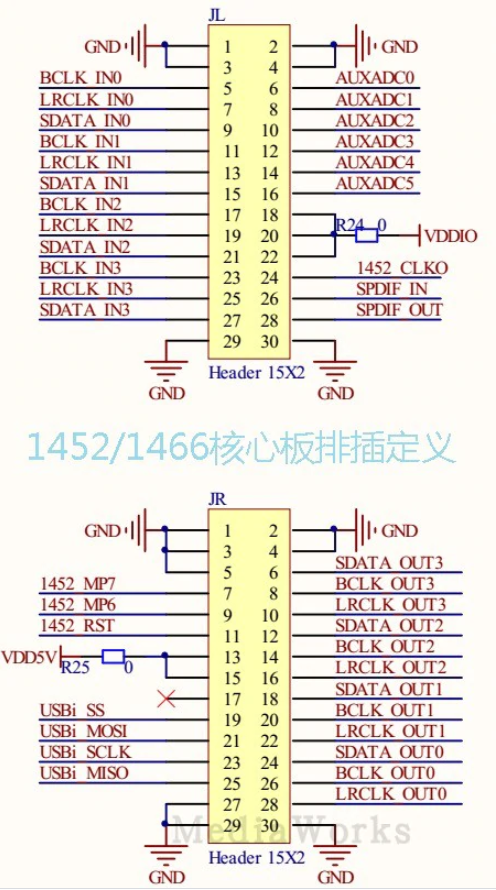 JL
GND 1 2 GND
3 4
BCLK_IN0 5 6 AUXADC0
LRCLK_IN0 7 8 AUXADC1
SDATA_IN0 9 10 AUXADC2
BCLK_IN1 11 12 AUXADC3
LRCLK_IN1 13 14 AUXADC4
SDATA_IN1 15 16 AUXADC5
BCLK_IN2 17 18
LRCLK_IN2 19 20 R24 0 VDDIO
SDATA_IN2 21 22
BCLK_IN3 23 24 1452_CLKO
LRCLK_IN3 25 26 SPDIF_IN
SDATA_IN3 27 28 SPDIF_OUT
29 30
GND Header 15X2 GND
1452/1466核心板排插定义
JR
GND 1 2 GND
3 4
5 6 SDATA_OUT3
1452_MP7 7 8 BCLK_OUT3
1452_MP6 9 10 LRCLK_OUT3
1452_RST 11 12 SDATA_OUT2
VDD5V R25 0 13 14 BCLK_OUT2
15 16 LRCLK_OUT2
17 18 SDATA_OUT1
USBi_SS 19 20 BCLK_OUT1
USBi_MOSI 21 22 LRCLK_OUT1
USBi_SCLK 23 24 SDATA_OUT0
USBi_MISO 25 26 BCLK_OUT0
27 28 LRCLK_OUT0
29 30
MediaWorks
GND Header 15X2 GND